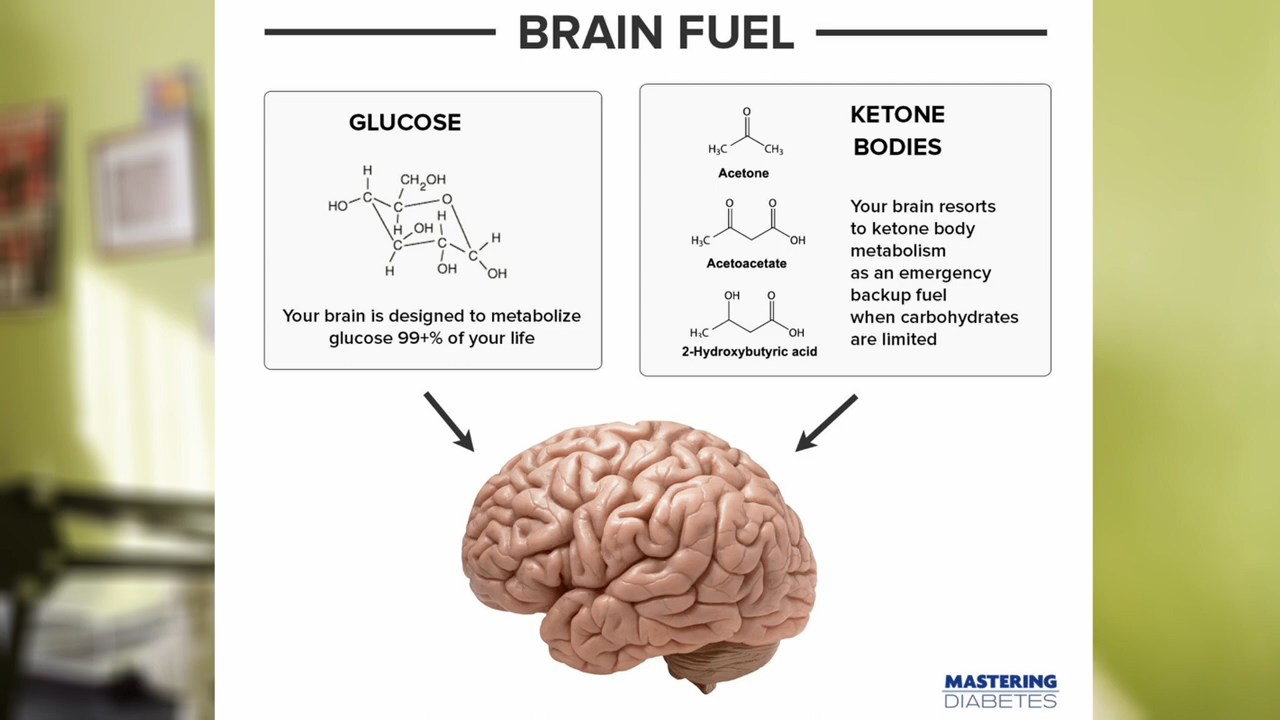 BRAIN FUEL
GLUCOSE
H
CH₂OH
HO
C
C
O
H
OH
H
C
C
H
C
H
OH
OH
Your brain is designed to metabolize
glucose 99+% of your life
KETONE
BODIES
O
H₃C
CH₃
Acetone
O
O
H₃C
OH
Acetoacetate
OH
O
H₃C
OH
2-Hydroxybutyric acid
Your brain resorts
to ketone body
metabolism
as an emergency
backup fuel
when carbohydrates
are limited
MASTERING
DIABETES